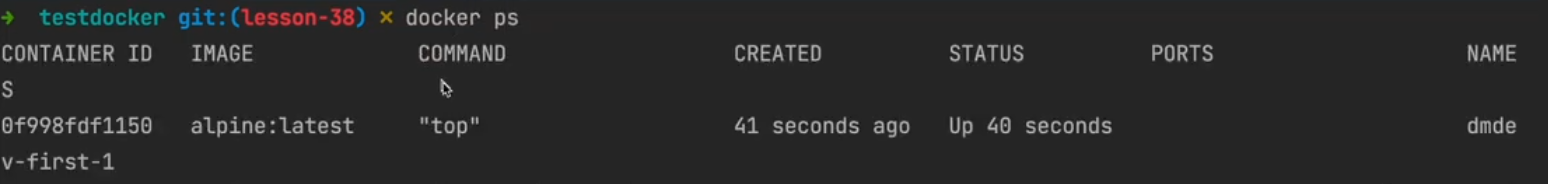 → testdocker git:(lesson-38) ✗ docker ps
CONTAINER ID   IMAGE             COMMAND                  CREATED          STATUS          PORTS                    NAME
S
0f998fdf1150   alpine:latest     "top"                    41 seconds ago   Up 40 seconds                            dmde
v-first-1